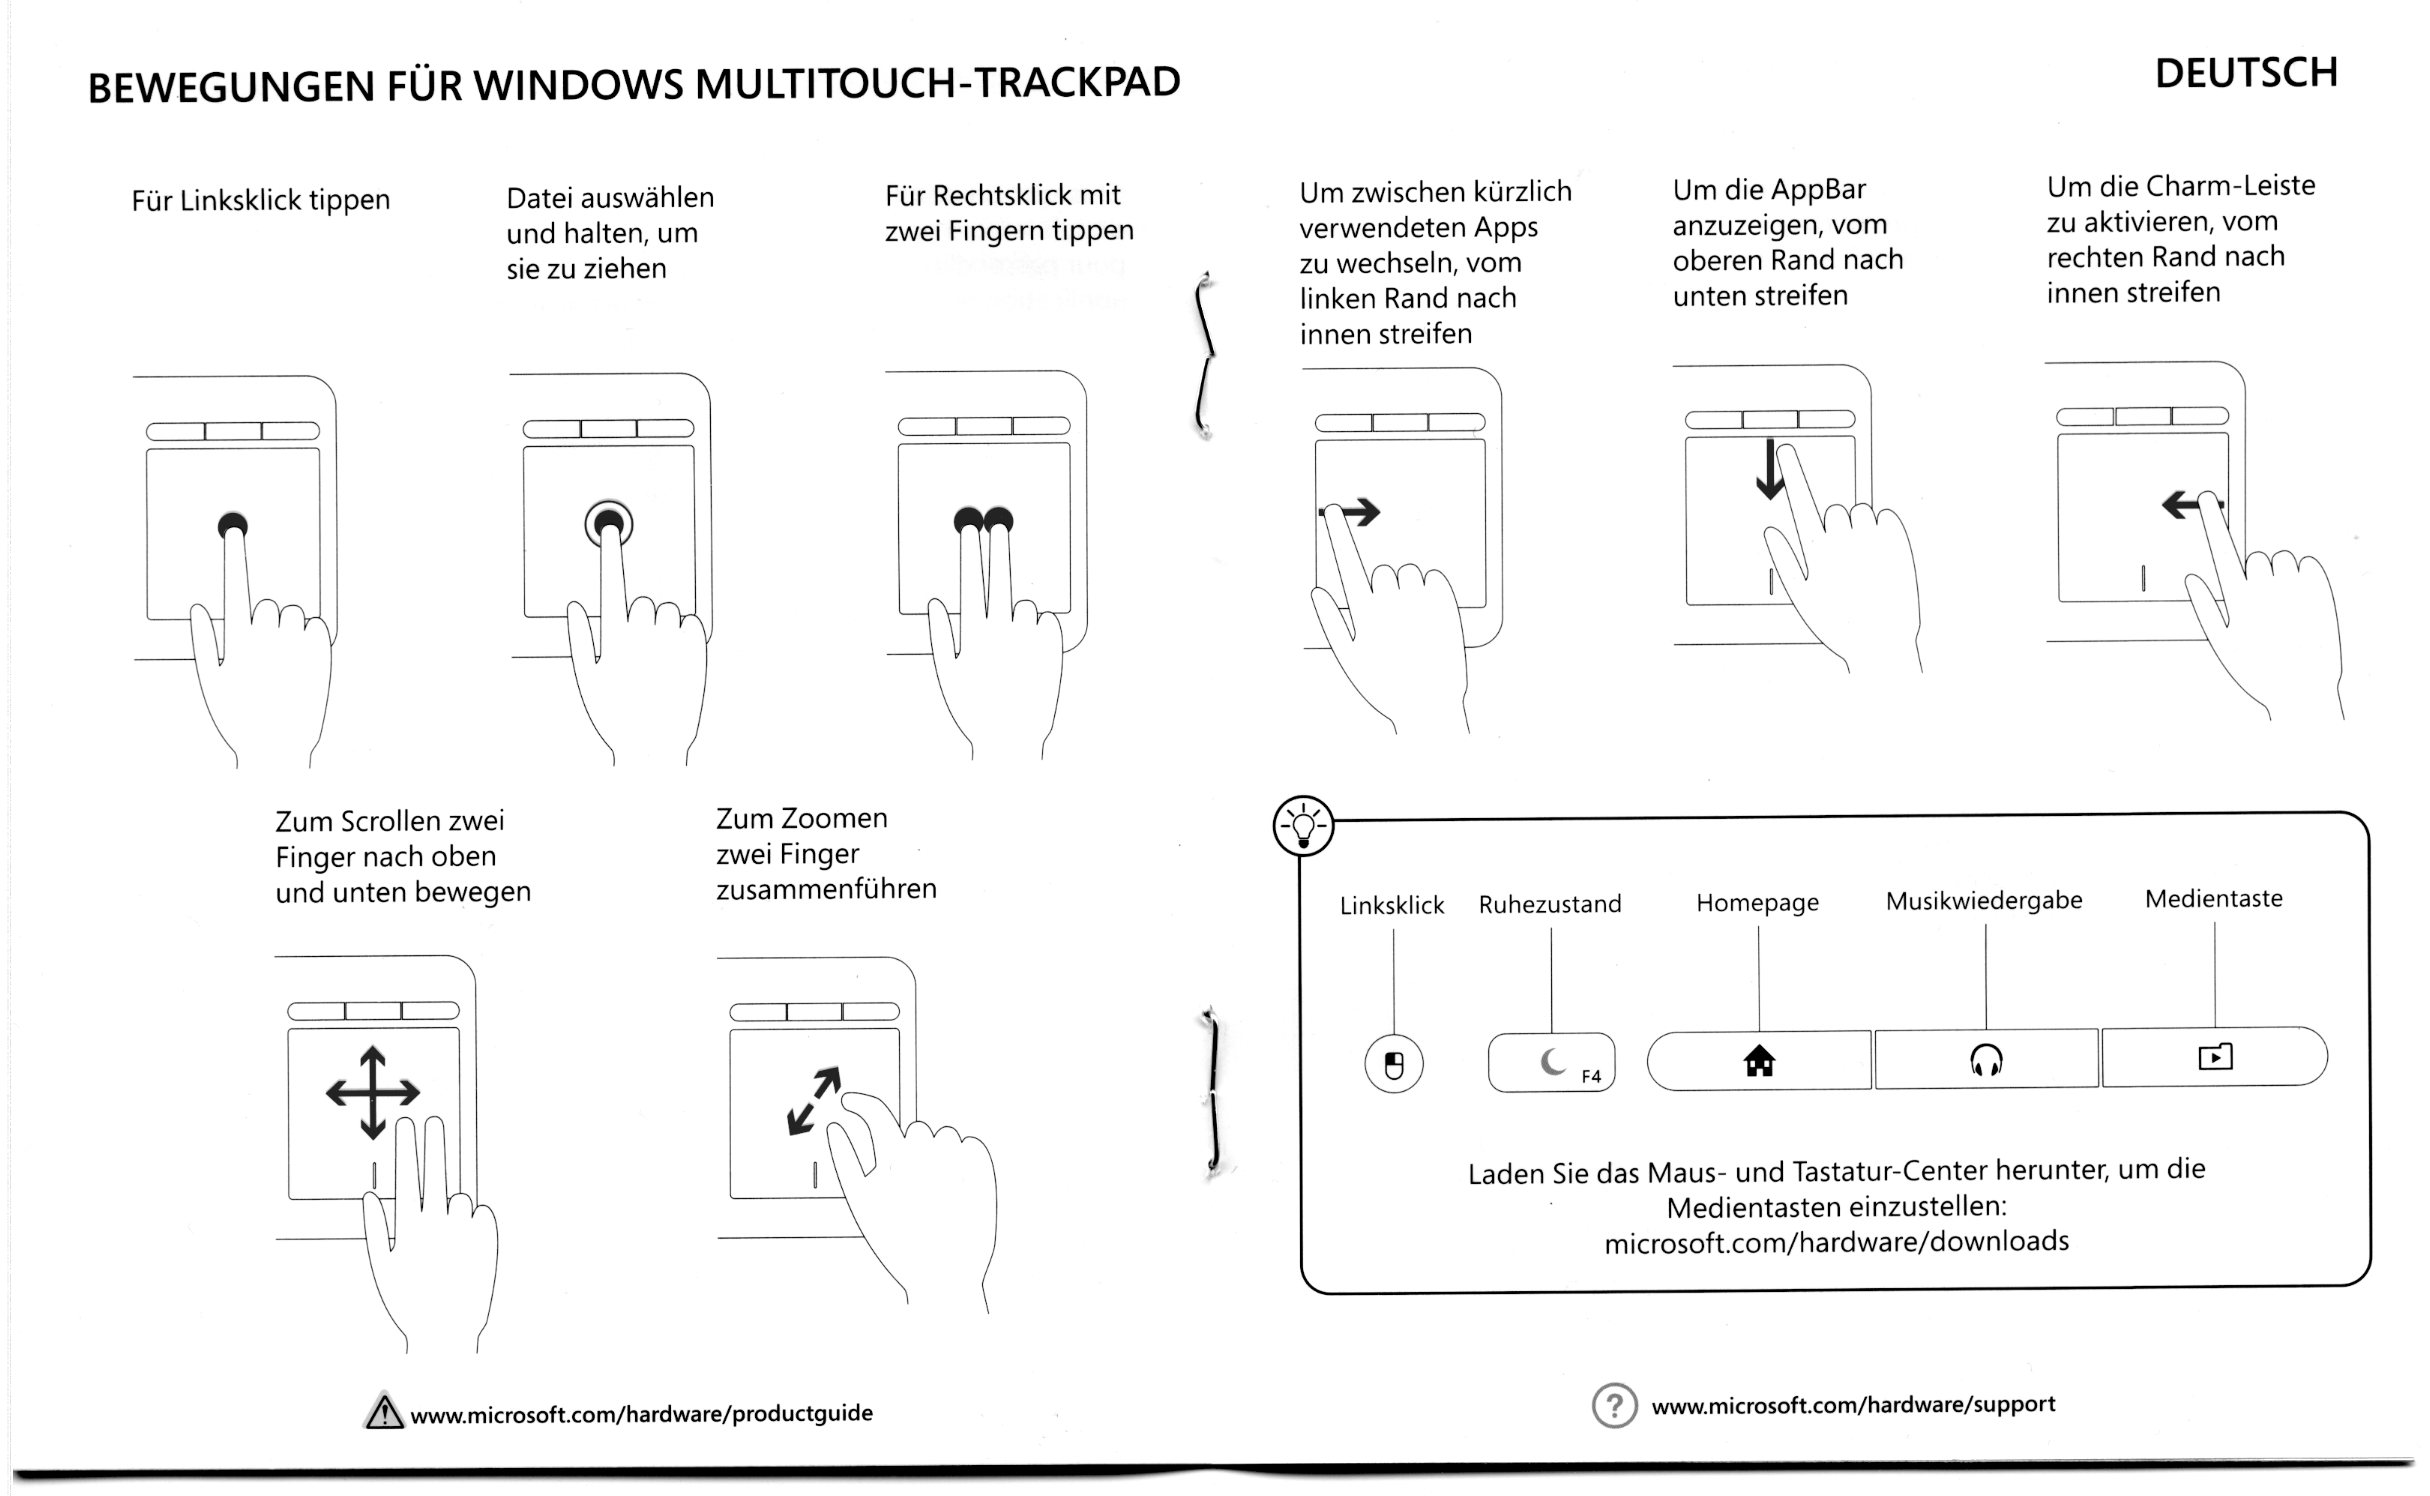 BEWEGUNGEN FÜR WINDOWS MULTITOUCH-TRACKPAD
DEUTSCH
Für Linksklick tippen
Datei auswählen
und halten, um
sie zu ziehen
Für Rechtsklick mit
zwei Fingern tippen
Um zwischen kürzlich
verwendeten Apps
zu wechseln, vom
linken Rand nach
innen streifen
Um die AppBar
anzuzeigen, vom
oberen Rand nach
unten streifen
Um die Charm-Leiste
zu aktivieren, vom
rechten Rand nach
innen streifen
Zum Scrollen zwei
Finger nach oben
und unten bewegen
Zum Zoomen
zwei Finger
zusammenführen
Linksklick
Ruhezustand
Homepage
Musikwiedergabe
Medientaste
F4
Laden Sie das Maus- und Tastatur-Center herunter, um die
Medientasten einzustellen:
microsoft.com/hardware/downloads
www.microsoft.com/hardware/productguide
? www.microsoft.com/hardware/support